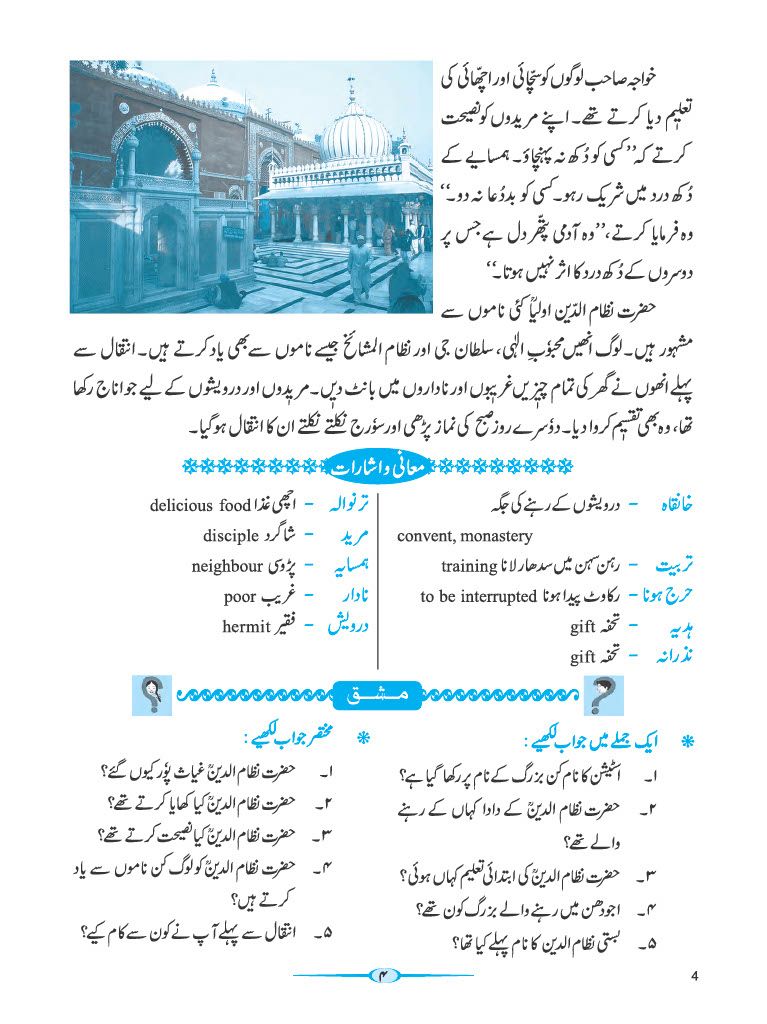 خواجہ صاحب لوگوں کو سچّائی اور اچھّائی کی
تعلیم دیا کرتے تھے۔ اپنے مریدوں کو نصیحت
کرتے کہ ”کسی کو دُکھ نہ پہنچاؤ۔ ہمسایے کے
دُکھ درد میں شریک رہو۔ کسی کو بددُعا نہ دو۔“
وہ فرمایا کرتے، ”وہ آدمی پتھّر دل ہے جس پر
دوسروں کے دُکھ درد کا اثر نہیں ہوتا۔“
حضرت نظام الدّین اولیاؒ کئی ناموں سے
مشہور ہیں۔ لوگ انھیں محبوٗبِ الٰہی، سلطان جی اور نظام المشائخ جیسے ناموں سے بھی یاد کرتے ہیں۔ انتقال سے
پہلے انھوں نے گھر کی تمام چیزیں غریبوں اور ناداروں میں بانٹ دیں۔ مریدوں اور درویشوں کے لیے جو اناج رکھا
تھا، وہ بھی تقسیم کروا دیا۔ دوٗسرے روز صبح کی نماز پڑھی اور سوٗرج نکلتے نکلتے ان کا انتقال ہوگیا۔
معانی و اشارات
خانقاہ - درویشوں کے رہنے کی جگہ
convent, monastery
تربیت - رہن سہن میں سدھار لانا training
حرج ہونا - رکاوٹ پیدا ہونا to be interrupted
ہدیہ - تحفہ gift
نذرانہ - تحفہ gift
تر نوالہ - اچھی غذا delicious food
مرید - شاگرد disciple
ہمسایہ - پڑوسی neighbour
نادار - غریب poor
درویش - فقیر hermit
مشق
* ایک جملے میں جواب لکھیے :
۱۔ اسٹیشن کا نام کن بزرگ کے نام پر رکھا گیا ہے؟
۲۔ حضرت نظام الدینؒ کے دادا کہاں کے رہنے
والے تھے؟
۳۔ حضرت نظام الدینؒ کی ابتدائی تعلیم کہاں ہوئی؟
۴۔ اجودھن میں رہنے والے بزرگ کون تھے؟
۵۔ بستی نظام الدین کا نام پہلے کیا تھا؟
* مختصر جواب لکھیے :
۱۔ حضرت نظام الدینؒ غیاث پوٗر کیوں گئے؟
۲۔ حضرت نظام الدینؒ کیا کھایا کرتے تھے؟
۳۔ حضرت نظام الدینؒ کیا نصیحت کرتے تھے؟
۴۔ حضرت نظام الدینؒ کو لوگ کن ناموں سے یاد
کرتے ہیں؟
۵۔ انتقال سے پہلے آپ نے کون سے کام کیے؟
۴
4